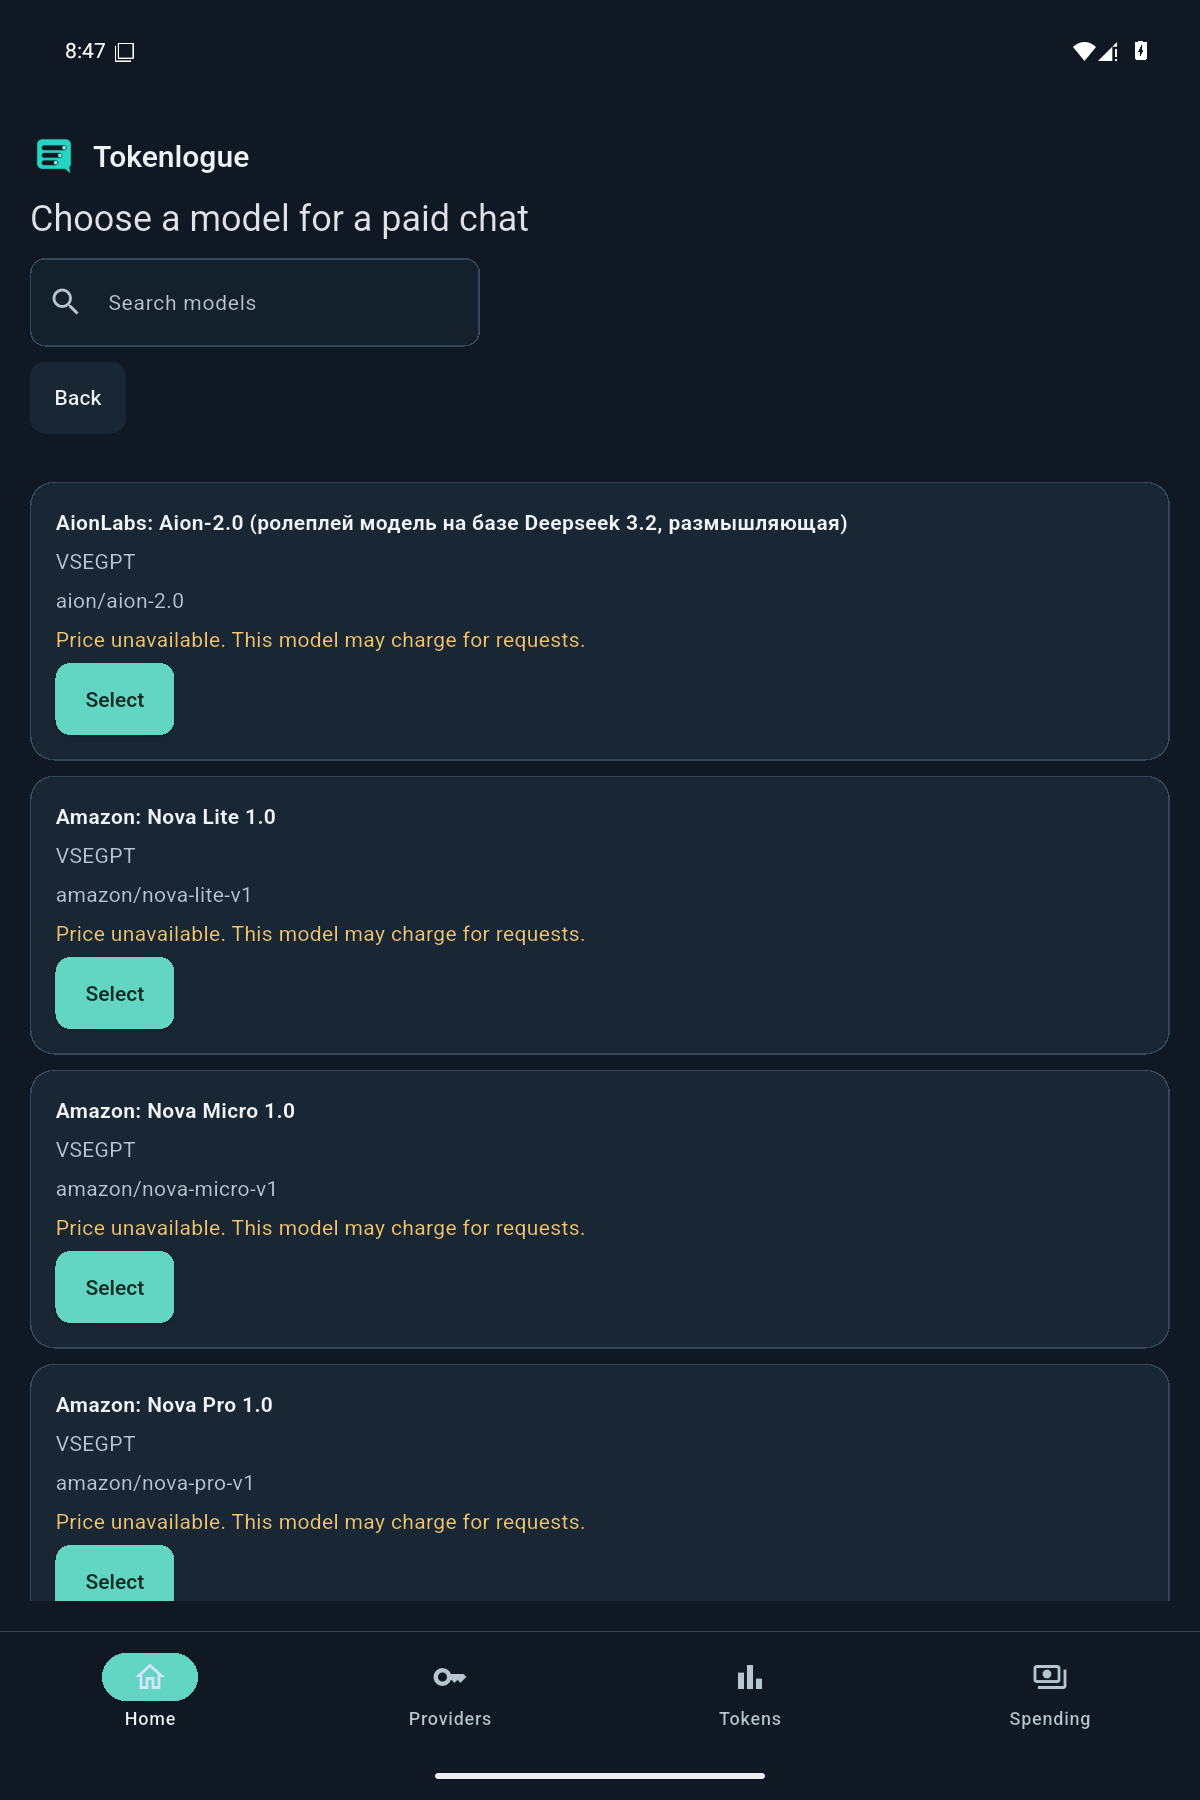 8:47
Tokenlogue
Choose a model for a paid chat
Search models
Back
AionLabs: Aion-2.0 (ролеплей модель на базе Deepseek 3.2, размышляющая)
VSEGPT
aion/aion-2.0
Price unavailable. This model may charge for requests.
Select
Amazon: Nova Lite 1.0
VSEGPT
amazon/nova-lite-v1
Price unavailable. This model may charge for requests.
Select
Amazon: Nova Micro 1.0
VSEGPT
amazon/nova-micro-v1
Price unavailable. This model may charge for requests.
Select
Amazon: Nova Pro 1.0
VSEGPT
amazon/nova-pro-v1
Price unavailable. This model may charge for requests.
Select
Home
Providers
Tokens
Spending